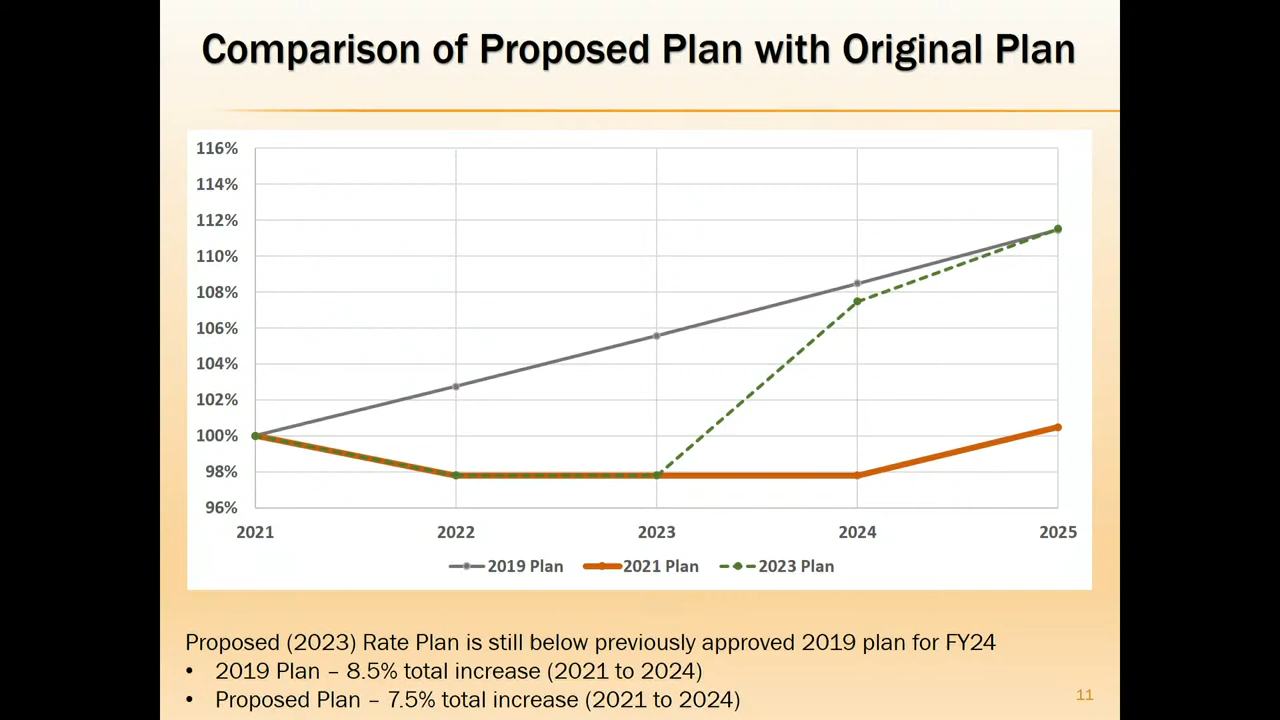 Comparison of Proposed Plan with Original Plan
116%
114%
112%
110%
108%
106%
104%
102%
100%
98%
96%
2021 2022 2023 2024 2025
2019 Plan 2021 Plan 2023 Plan
Proposed (2023) Rate Plan is still below previously approved 2019 plan for FY24
• 2019 Plan – 8.5% total increase (2021 to 2024)
• Proposed Plan – 7.5% total increase (2021 to 2024)
11